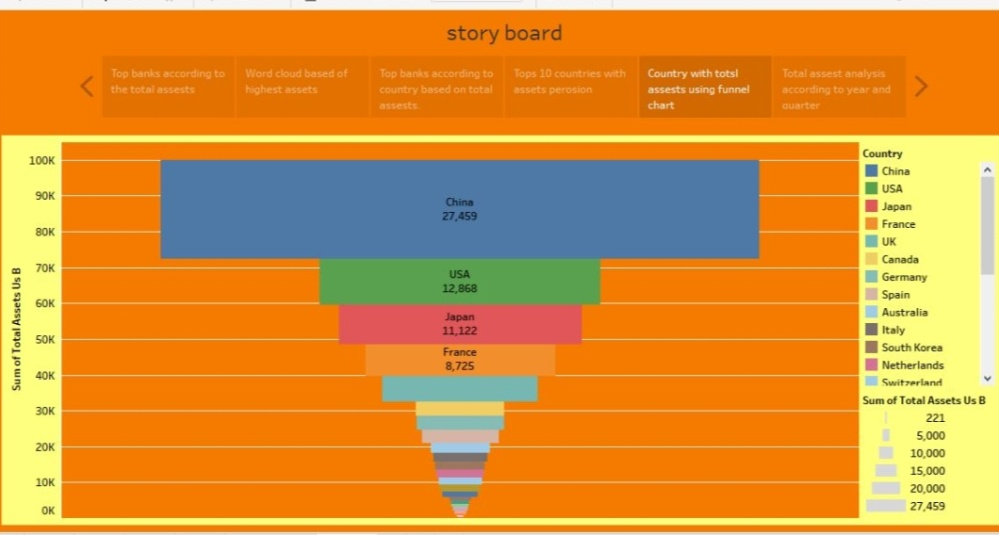 story board
Top banks according to
the total assests
Word cloud based of
highest assets
Top banks according to
country based on total
assests.
Tops 10 countries with
assets perosion
Country with totsl
assests using funnel
chart
Total assest analysis
according to year and
quarter
Sum of Total Assets Us B
100K
90K
80K
70K
60K
50K
40K
30K
20K
10K
0K
China
27,459
USA
12,868
Japan
11,122
France
8,725
Country
China
USA
Japan
France
UK
Canada
Germany
Spain
Australia
Italy
South Korea
Netherlands
Switzerland
Sum of Total Assets Us B
221
5,000
10,000
15,000
20,000
27,459